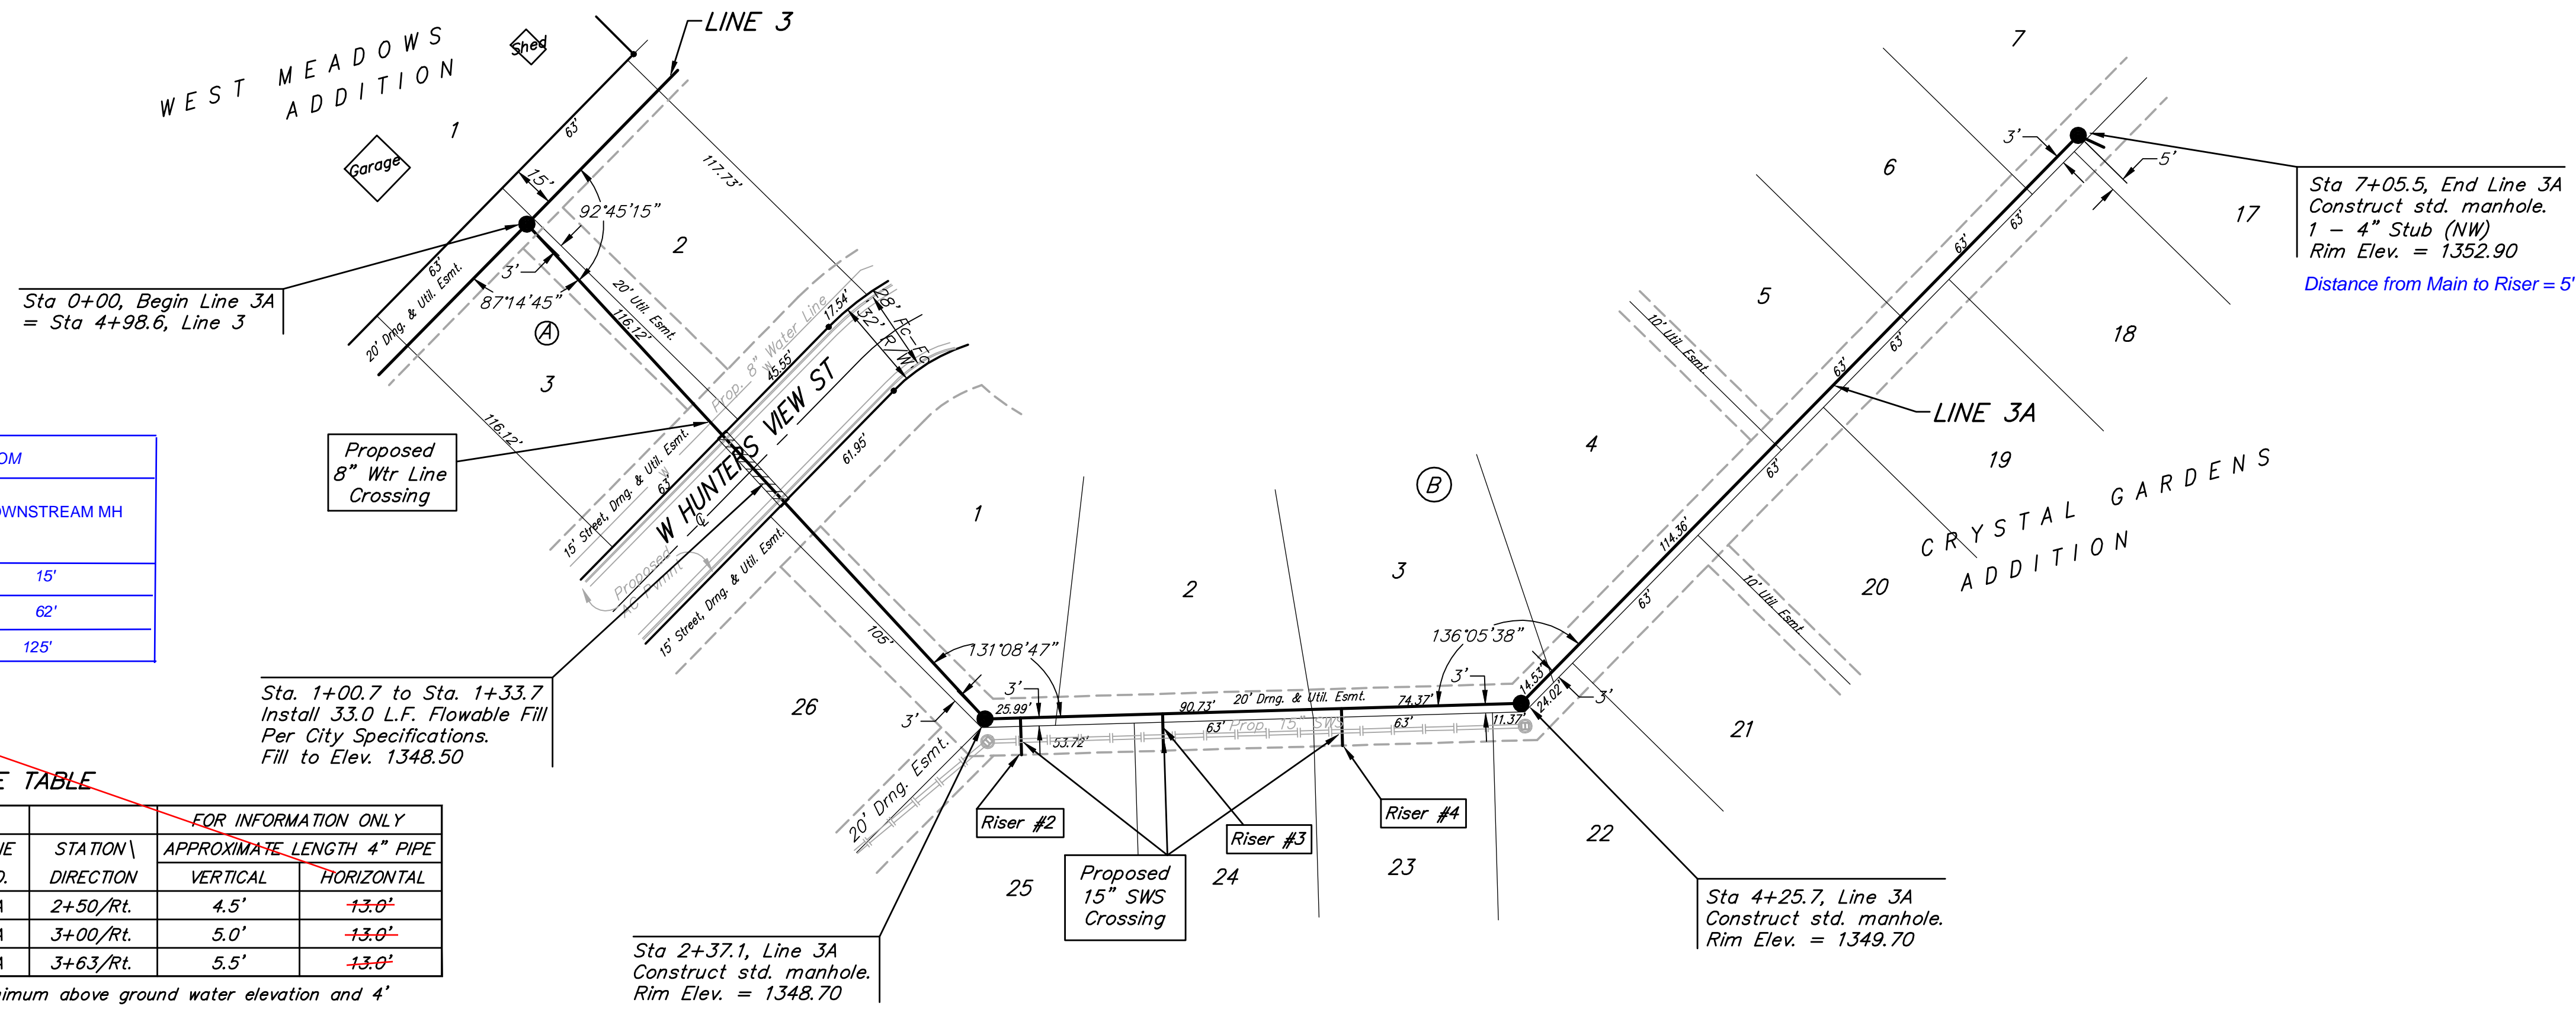 LINE 3
Shed
WEST MEADOWS
ADDITION
1
Garage
63'
15'
117.73'
92°45'15"
2
63'
3'
20' Drng. & Util. Esmt.
87°14'45"
20' Util. Esmt.
116.12'
A
3
116.12'
Sta 0+00, Begin Line 3A
= Sta 4+98.6, Line 3
Prop. 8" Water Line
W
45.55'
17.54'
28' Fc-Fc
32' R/W
W HUNTERS VIEW ST
℄
61.95'
63'
W
15' Street, Drng. & Util. Esmt.
Proposed
8" Wtr Line
Crossing
Proposed
AC Pvmnt
15' Street, Drng. & Util. Esmt.
105'
Sta. 1+00.7 to Sta. 1+33.7
Install 33.0 L.F. Flowable Fill
Per City Specifications.
Fill to Elev. 1348.50
OM
OWNSTREAM MH
15'
62'
125'
E TABLE
FOR INFORMATION ONLY
STATION\
APPROXIMATE LENGTH 4" PIPE
DIRECTION
VERTICAL
HORIZONTAL
A 2+50/Rt. 4.5' 13.0'
A 3+00/Rt. 5.0' 13.0'
A 3+63/Rt. 5.5' 13.0'
nimum above ground water elevation and 4'
26
3'
131°08'47"
3'
25.99'
90.73'
20' Drng. & Util. Esmt.
74.37'
53.72'
63'
Prop. 15" SWS
63'
11.37'
20' Drng. Esmt.
Riser #2
Riser #3
Riser #4
Proposed
15" SWS
Crossing
25
24
23
22
21
1
2
3
B
4
5
6
7
136°05'38"
3'
14.53'
24.02'
3'
Sta 2+37.1, Line 3A
Construct std. manhole.
Rim Elev. = 1348.70
Sta 4+25.7, Line 3A
Construct std. manhole.
Rim Elev. = 1349.70
10' Util. Esmt.
114.36'
63'
63'
63'
63'
63'
63'
10' Util. Esmt.
LINE 3A
CRYSTAL GARDENS
ADDITION
20
19
18
17
3'
5'
Sta 7+05.5, End Line 3A
Construct std. manhole.
1 - 4" Stub (NW)
Rim Elev. = 1352.90
Distance from Main to Riser = 5'